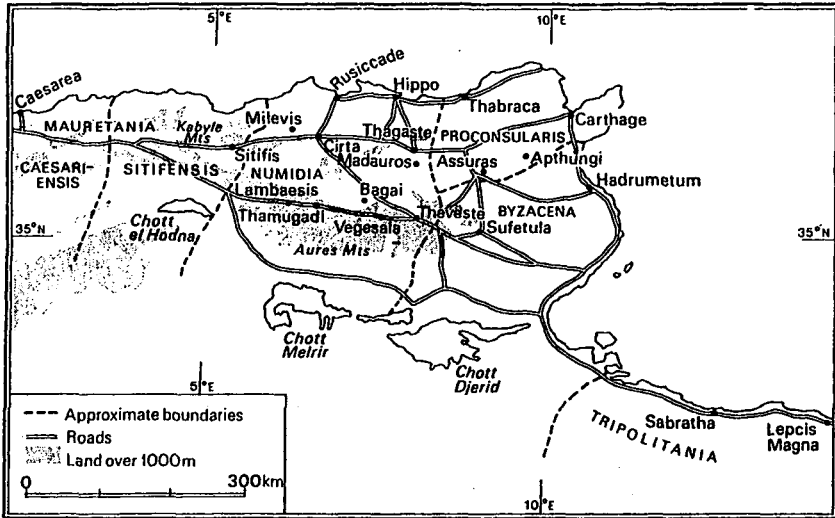 5°E
10°E
Caesarea
Rusiccade
Hippo
Thabraca
Carthage
Milevis
MAURETANIA
Kabyle
Mts
Thagaste
PROCONSULARIS
Sitifis
Cirta
Madauros
Assuras
Apthungi
CAESARI-
ENSIS
SITIFENSIS
NUMIDIA
Lambaesis
Bagai
Hadrumetum
Thamugadi
Vegesala
Theveste
BYZACENA
Sufetula
Chott
el Hodna
35°N
35°N
Aures Mts
Chott
Melrir
Chott
Djerid
5°E
TRIPOLITANIA
Sabratha
Lepcis
Magna
Approximate boundaries
Roads
Land over 1000m
0 300km
10°E